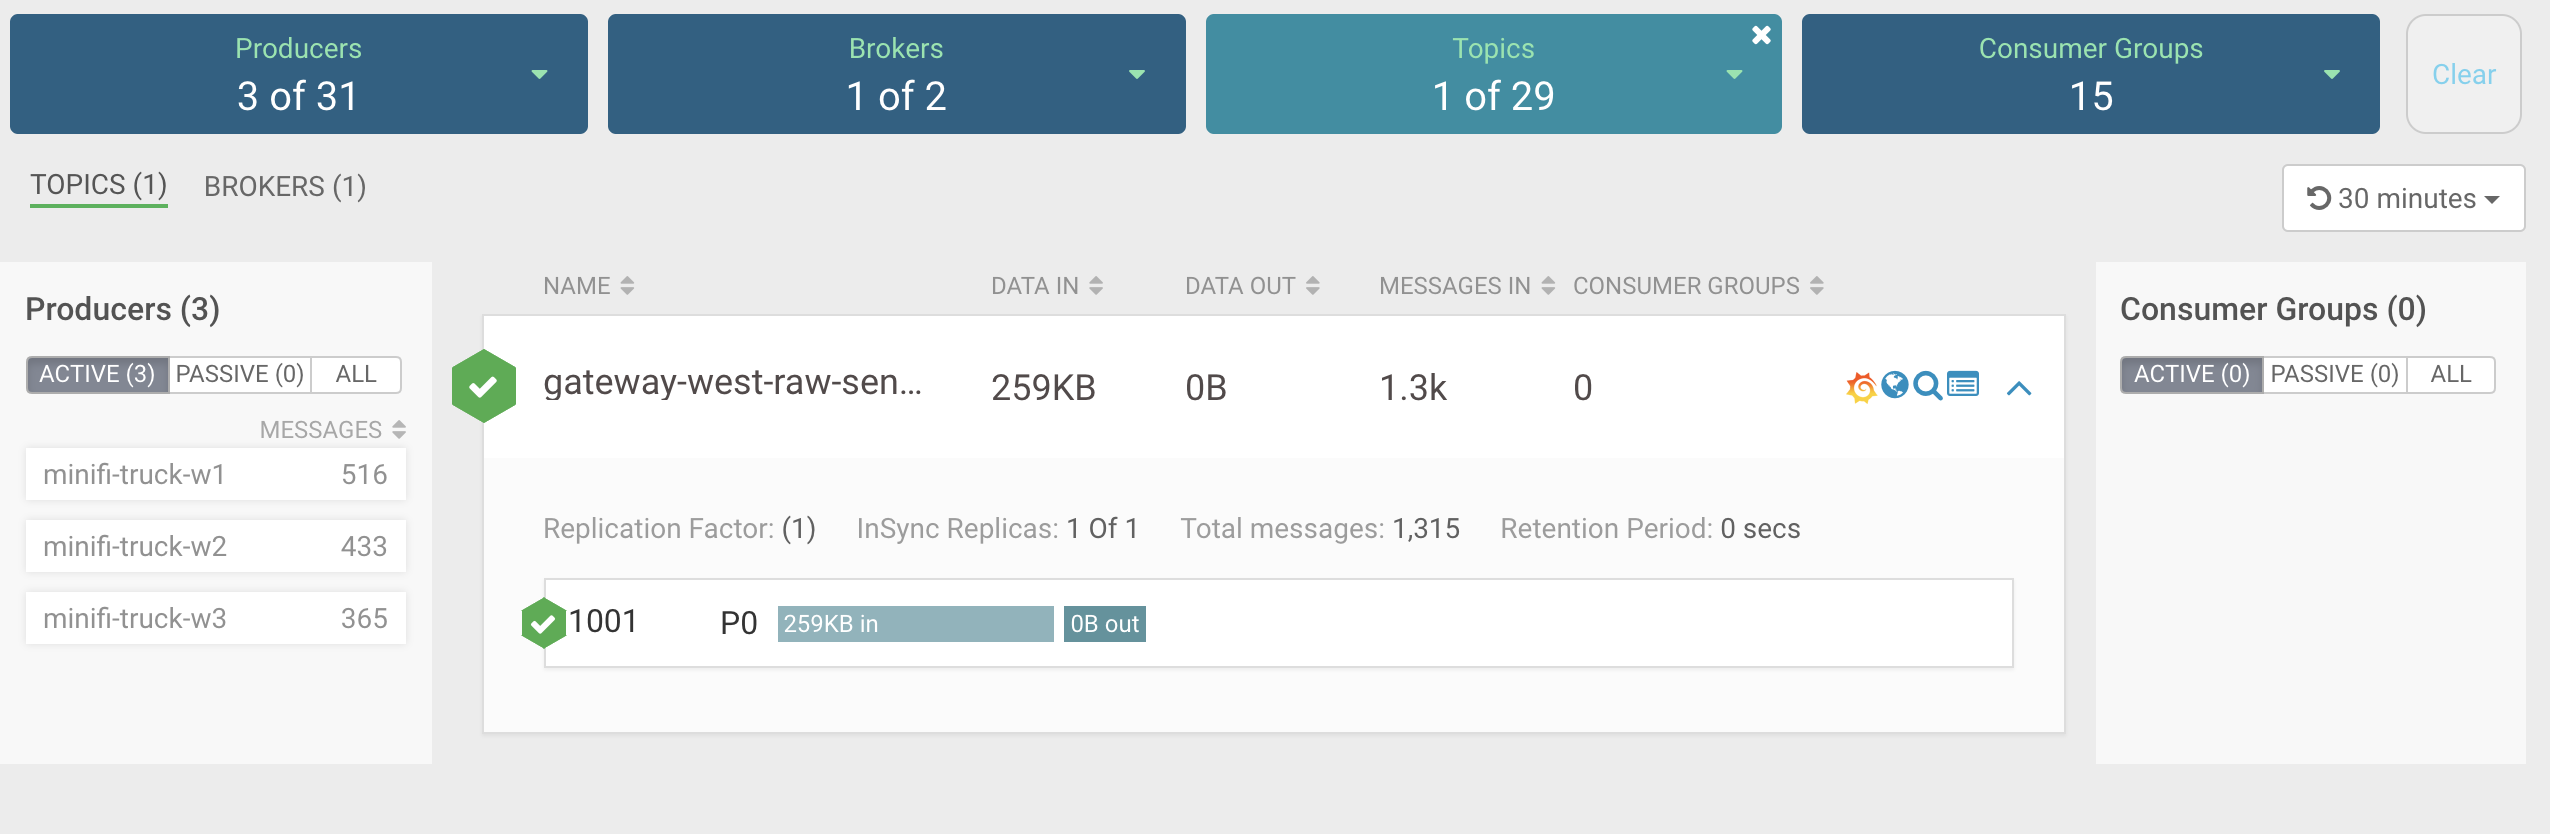 Producers
3 of 31
Brokers
1 of 2
Topics
1 of 29
Consumer Groups
15
Clear
TOPICS (1)
BROKERS (1)
30 minutes
Producers (3)
ACTIVE (3)
PASSIVE (0)
ALL
MESSAGES
minifi-truck-w1 516
minifi-truck-w2 433
minifi-truck-w3 365
NAME DATA IN DATA OUT MESSAGES IN CONSUMER GROUPS
gateway-west-raw-sen... 259KB 0B 1.3k 0
Replication Factor: (1) InSync Replicas: 1 Of 1 Total messages: 1,315 Retention Period: 0 secs
1001 P0 259KB in 0B out
Consumer Groups (0)
ACTIVE (0)
PASSIVE (0)
ALL